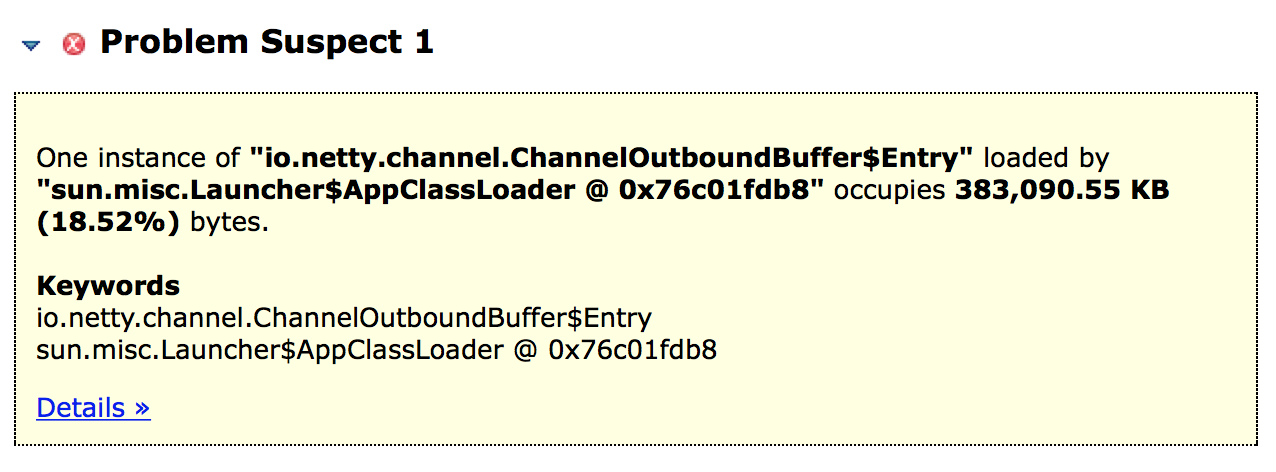 Problem Suspect 1
One instance of "io.netty.channel.ChannelOutboundBuffer$Entry" loaded by
"sun.misc.Launcher$AppClassLoader @ 0x76c01fdb8" occupies 383,090.55 KB
(18.52%) bytes.
Keywords
io.netty.channel.ChannelOutboundBuffer$Entry
sun.misc.Launcher$AppClassLoader @ 0x76c01fdb8
Details »